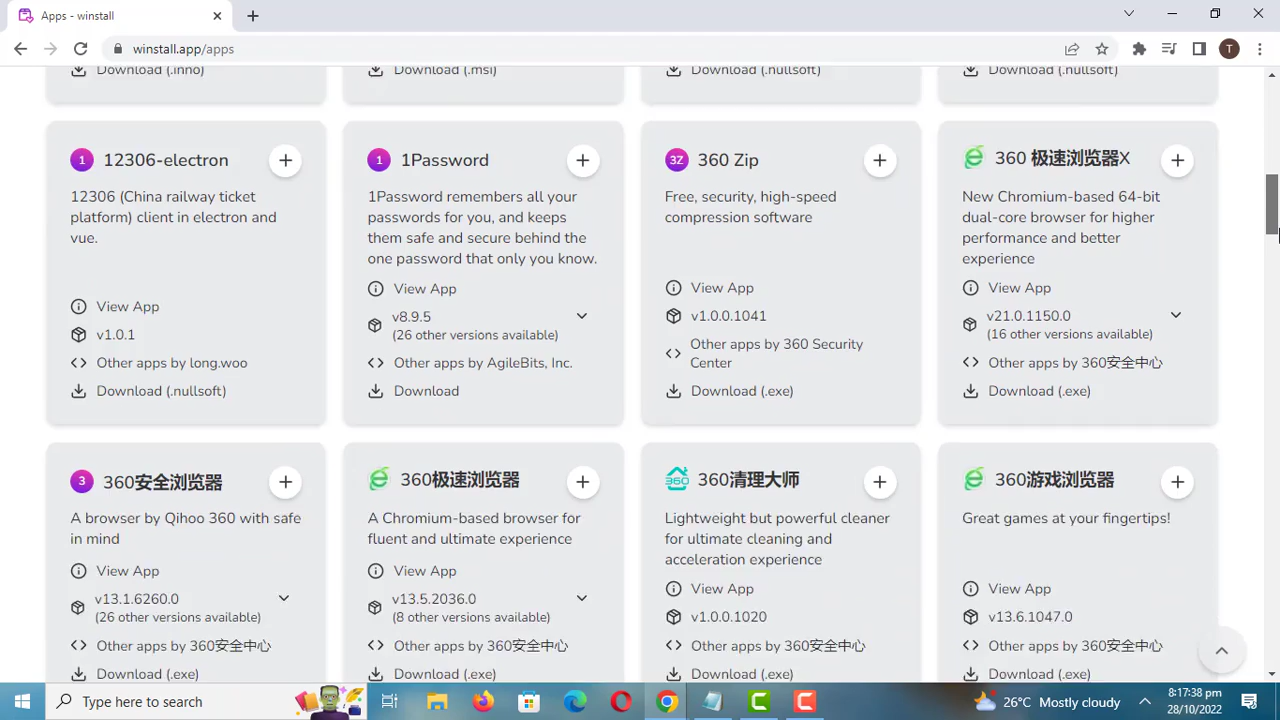 Apps - winstall
winstall.app/apps
T
Download (.inno)
Download (.msi)
Download (.nullsoft)
Download (.nullsoft)
1 12306-electron
12306 (China railway ticket
platform) client in electron and
vue.
View App
v1.0.1
Other apps by long.woo
Download (.nullsoft)
1 1Password
1Password remembers all your
passwords for you, and keeps
them safe and secure behind the
one password that only you know.
View App
v8.9.5
(26 other versions available)
Other apps by AgileBits, Inc.
Download
3Z 360 Zip
Free, security, high-speed
compression software
View App
v1.0.0.1041
Other apps by 360 Security
Center
Download (.exe)
360 极速浏览器X
New Chromium-based 64-bit
dual-core browser for higher
performance and better
experience
View App
v21.0.1150.0
(16 other versions available)
Other apps by 360安全中心
Download (.exe)
3 360安全浏览器
A browser by Qihoo 360 with safe
in mind
View App
v13.1.6260.0
(26 other versions available)
Other apps by 360安全中心
Download (.exe)
360极速浏览器
A Chromium-based browser for
fluent and ultimate experience
View App
v13.5.2036.0
(8 other versions available)
Other apps by 360安全中心
Download (.exe)
360清理大师
Lightweight but powerful cleaner
for ultimate cleaning and
acceleration experience
View App
v1.0.0.1020
Other apps by 360安全中心
Download (.exe)
360游戏浏览器
Great games at your fingertips!
View App
v13.6.1047.0
Other apps by 360安全中心
Download (.exe)
Type here to search
26°C Mostly cloudy
8:17:38 pm
28/10/2022